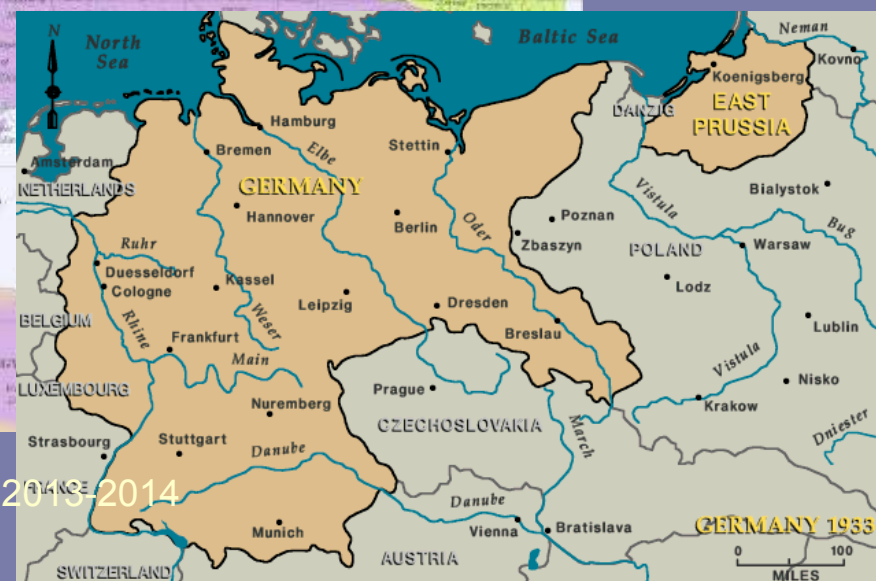 N
North
Sea
Baltic Sea
Neman
Kovno
Koenigsberg
EAST
PRUSSIA
DANZIG
Hamburg
Elbe
Bremen
Stettin
Amsterdam
NETHERLANDS
GERMANY
Hannover
Berlin
Oder
Vistula
Bialystok
Poznan
Zbaszyn
POLAND
Warsaw
Bug
Ruhr
Duesseldorf
Cologne
Kassel
Leipzig
Weser
Dresden
Lodz
BELGIUM
Rhine
Frankfurt
Main
Breslau
Lublin
LUXEMBOURG
Prague
Vistula
Nisko
Nuremberg
Krakow
CZECHOSLOVAKIA
March
Dniester
Strasbourg
Stuttgart
Danube
FRANCE
2013-2014
Danube
Munich
Vienna
Bratislava
GERMANY 1933
AUSTRIA
SWITZERLAND
0 100
MILES